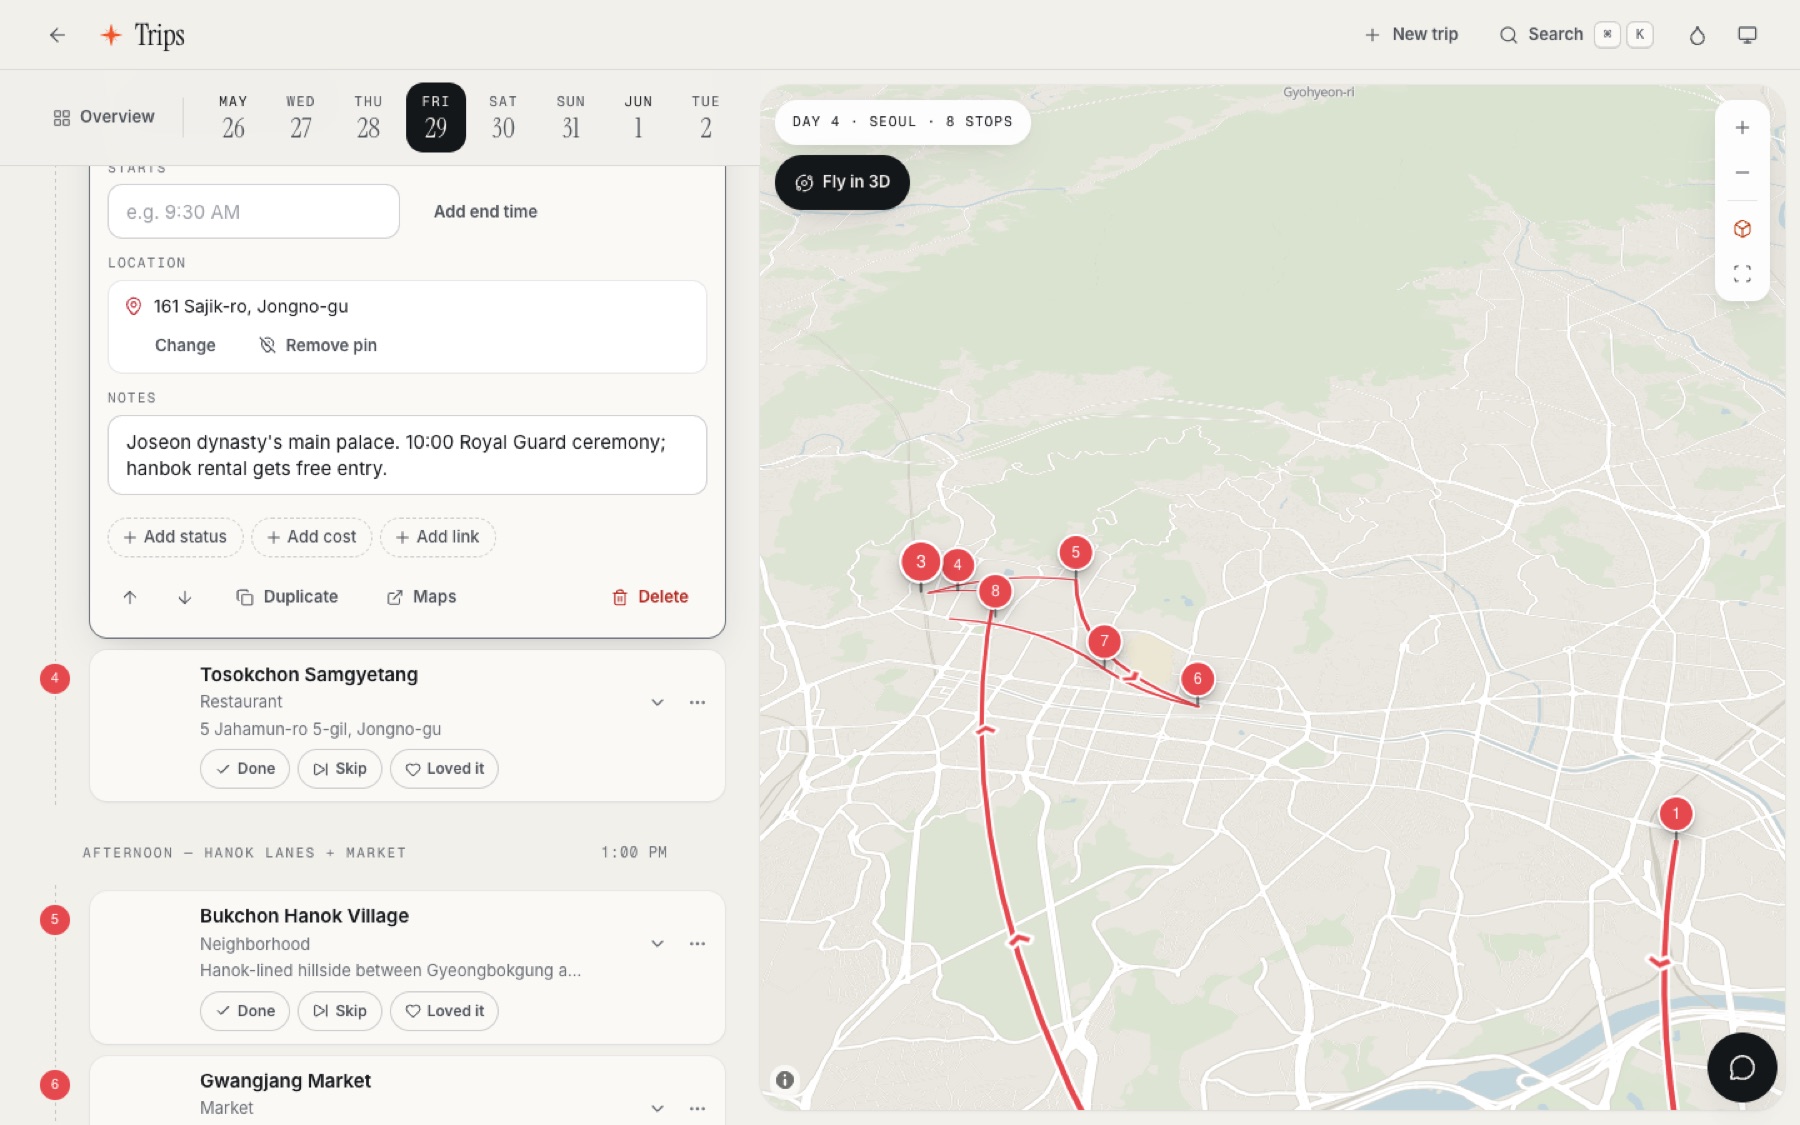 Trips
New trip
Search ⌘ K
Overview
MAY 26
WED 27
THU 28
FRI 29
SAT 30
SUN 31
JUN 1
TUE 2
STARTS
e.g. 9:30 AM
Add end time
LOCATION
161 Sajik-ro, Jongno-gu
Change
Remove pin
NOTES
Joseon dynasty's main palace. 10:00 Royal Guard ceremony;
hanbok rental gets free entry.
+ Add status
+ Add cost
+ Add link
Duplicate
Maps
Delete
4
Tosokchon Samgyetang
Restaurant
5 Jahamun-ro 5-gil, Jongno-gu
Done
Skip
Loved it
AFTERNOON — HANOK LANES + MARKET
1:00 PM
5
Bukchon Hanok Village
Neighborhood
Hanok-lined hillside between Gyeongbokgung a...
Done
Skip
Loved it
6
Gwangjang Market
Market
Gyohyeon-ri
DAY 4 · SEOUL · 8 STOPS
Fly in 3D
3
4
8
5
7
6
1